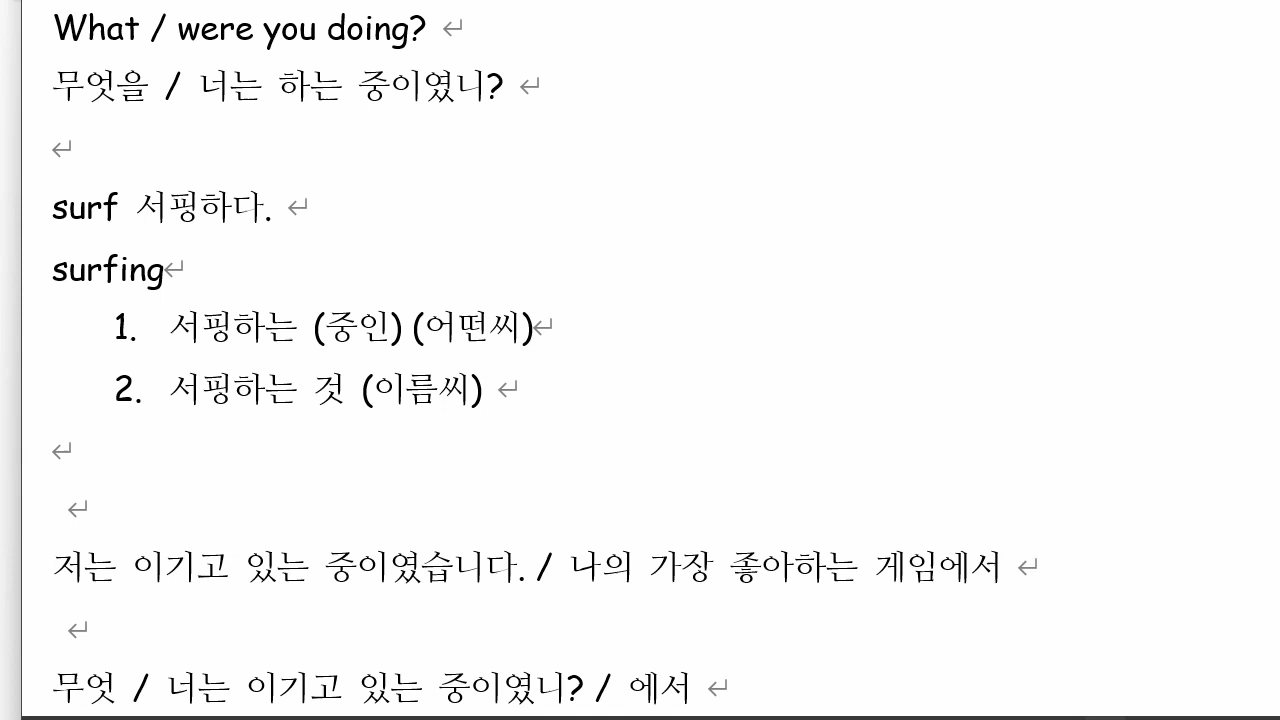 What / were you doing?
무엇을 / 너는 하는 중이였니?
surf 서핑하다.
surfing
1. 서핑하는 (중인) (어떤씨)
2. 서핑하는 것 (이름씨)
저는 이기고 있는 중이였습니다. / 나의 가장 좋아하는 게임에서
무엇 / 너는 이기고 있는 중이였니? / 에서